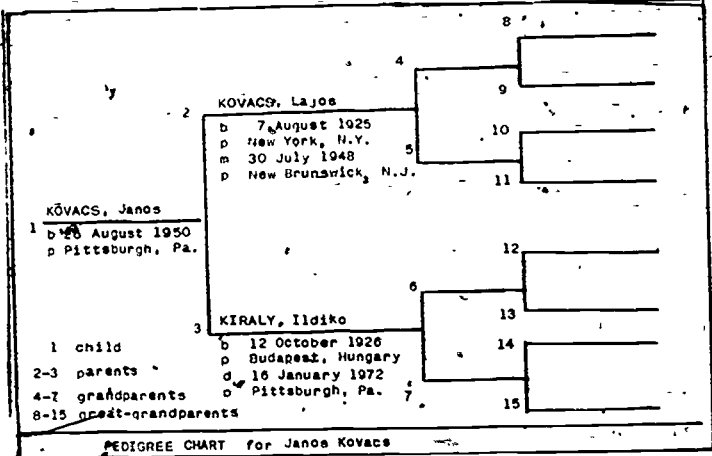 8
4
9
2
KOVACS, Lajos
b 7 August 1925
p New York, N.Y.
m 30 July 1948
p New Brunswick, N.J.
10
5
11
KOVACS, Janos
1
b 26 August 1950
p Pittsburgh, Pa.
12
6
13
3
KIRALY, Ildiko
b 12 October 1926
p Budapest, Hungary
d 16 January 1972
p Pittsburgh, Pa.
7
14
15
1 child
2-3 parents
4-7 grandparents
8-15 great-grandparents
PEDIGREE CHART for Janos Kovacs